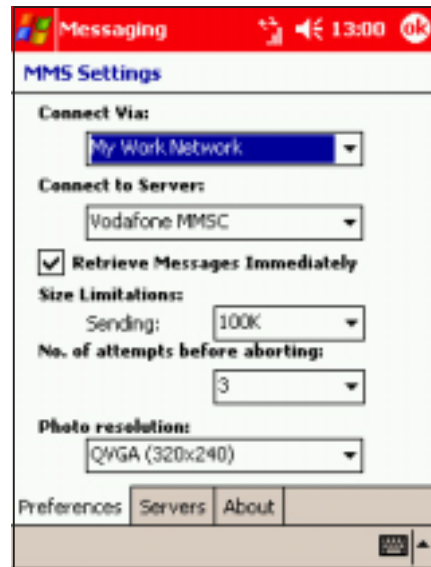 Messaging 13:00 ok
MMS Settings
Connect Via:
My Work Network
Connect to Server:
Vodafone MMSC
Retrieve Messages Immediately
Size Limitations:
Sending: 100K
No. of attempts before aborting:
3
Photo resolution:
QVGA (320x240)
Preferences Servers About